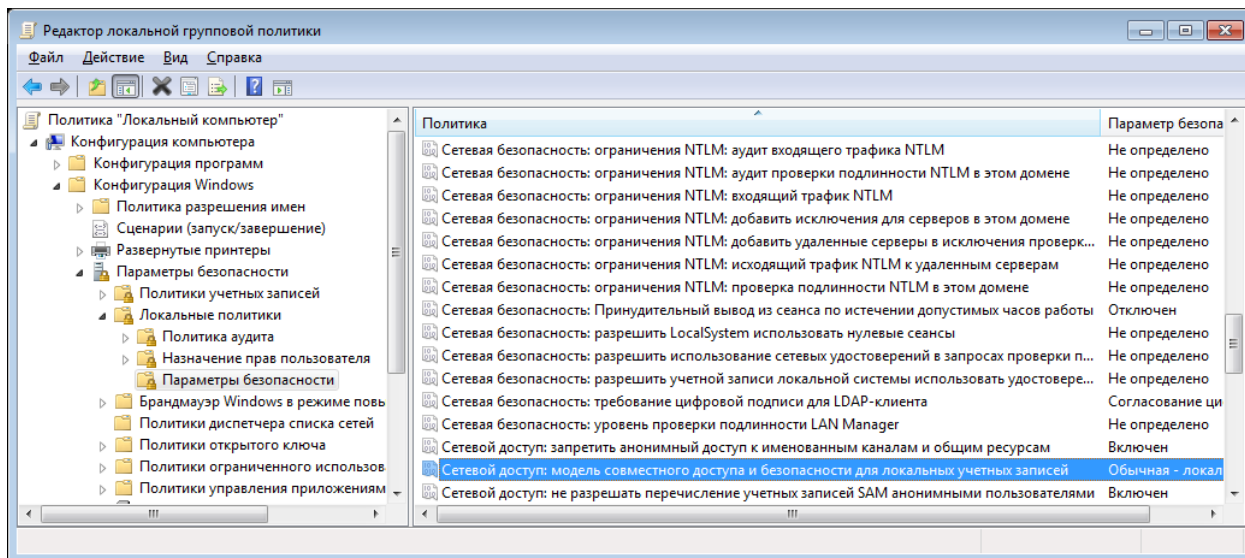 Редактор локальной групповой политики
Файл Действие Вид Справка
Политика "Локальный компьютер"
Конфигурация компьютера
Конфигурация программ
Конфигурация Windows
Политика разрешения имен
Сценарии (запуск/завершение)
Развернутые принтеры
Параметры безопасности
Политики учетных записей
Локальные политики
Политика аудита
Назначение прав пользователя
Параметры безопасности
Брандмауэр Windows в режиме повы
Политики диспетчера списка сетей
Политики открытого ключа
Политики ограниченного использов
Политики управления приложениям
Политика Параметр безопа
Сетевая безопасность: ограничения NTLM: аудит входящего трафика NTLM Не определено
Сетевая безопасность: ограничения NTLM: аудит проверки подлинности NTLM в этом домене Не определено
Сетевая безопасность: ограничения NTLM: входящий трафик NTLM Не определено
Сетевая безопасность: ограничения NTLM: добавить исключения для серверов в этом домене Не определено
Сетевая безопасность: ограничения NTLM: добавить удаленные серверы в исключения проверк... Не определено
Сетевая безопасность: ограничения NTLM: исходящий трафик NTLM к удаленным серверам Не определено
Сетевая безопасность: ограничения NTLM: проверка подлинности NTLM в этом домене Не определено
Сетевая безопасность: Принудительный вывод из сеанса по истечении допустимых часов работы Отключен
Сетевая безопасность: разрешить LocalSystem использовать нулевые сеансы Не определено
Сетевая безопасность: разрешить использование сетевых удостоверений в запросах проверки п... Не определено
Сетевая безопасность: разрешить учетной записи локальной системы использовать удостовере... Не определено
Сетевая безопасность: требование цифровой подписи для LDAP-клиента Согласование ци
Сетевая безопасность: уровень проверки подлинности LAN Manager Не определено
Сетевой доступ: запретить анонимный доступ к именованным каналам и общим ресурсам Включен
Сетевой доступ: модель совместного доступа и безопасности для локальных учетных записей Обычная - локал
Сетевой доступ: не разрешать перечисление учетных записей SAM анонимными пользователями Включен